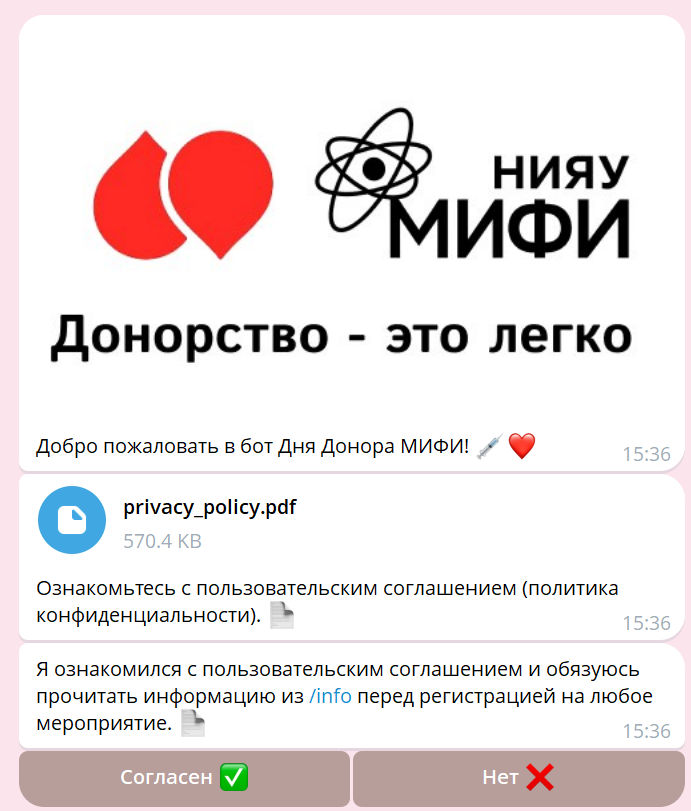 НИЯУ
МИФИ
Донорство - это легко
Добро пожаловать в бот Дня Донора МИФИ! 💉❤️
15:36
privacy_policy.pdf
570.4 KB
Ознакомьтесь с пользовательским соглашением (политика
конфиденциальности). 📄
15:36
Я ознакомился с пользовательским соглашением и обязуюсь
прочитать информацию из /info перед регистрацией на любое
мероприятие. 📄
15:36
Согласен ✅
Нет ❌